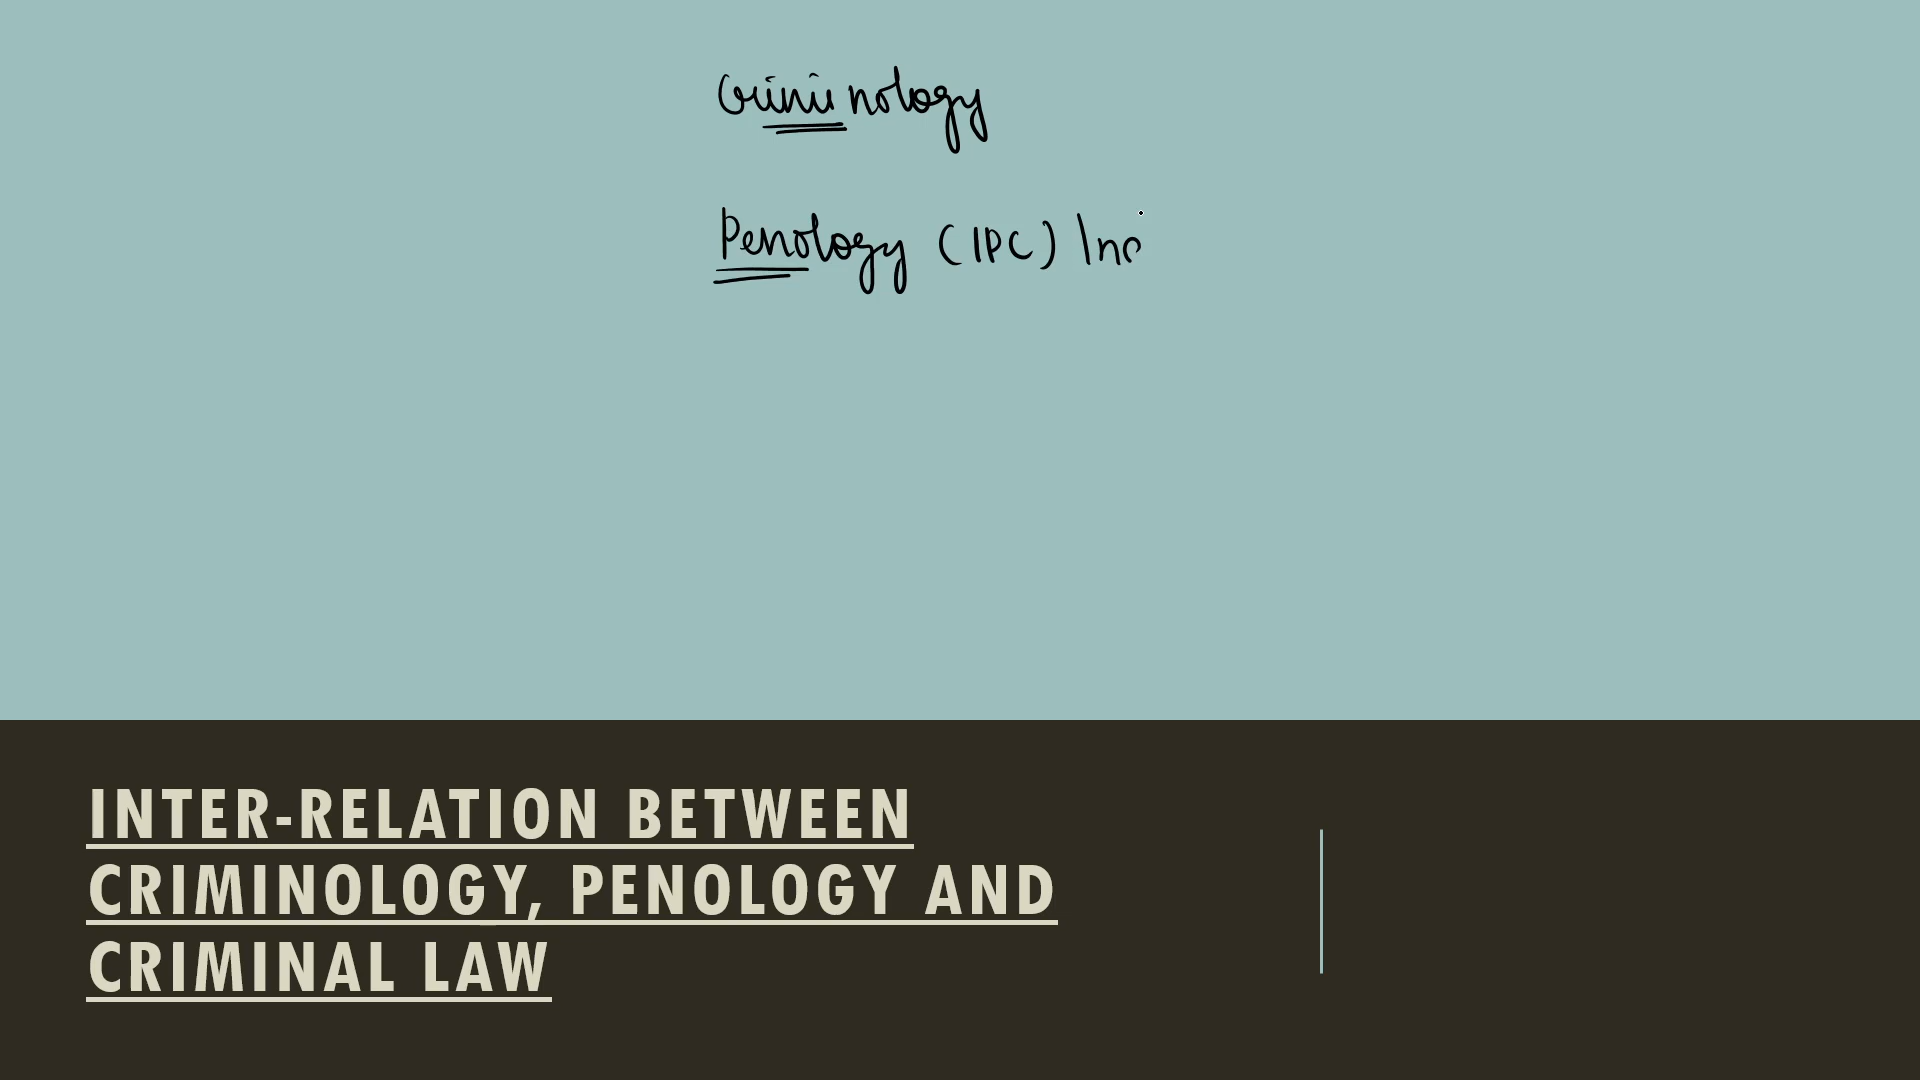 Criminology
Penology (IPC) Ind
INTER-RELATION BETWEEN
CRIMINOLOGY, PENOLOGY AND
CRIMINAL LAW